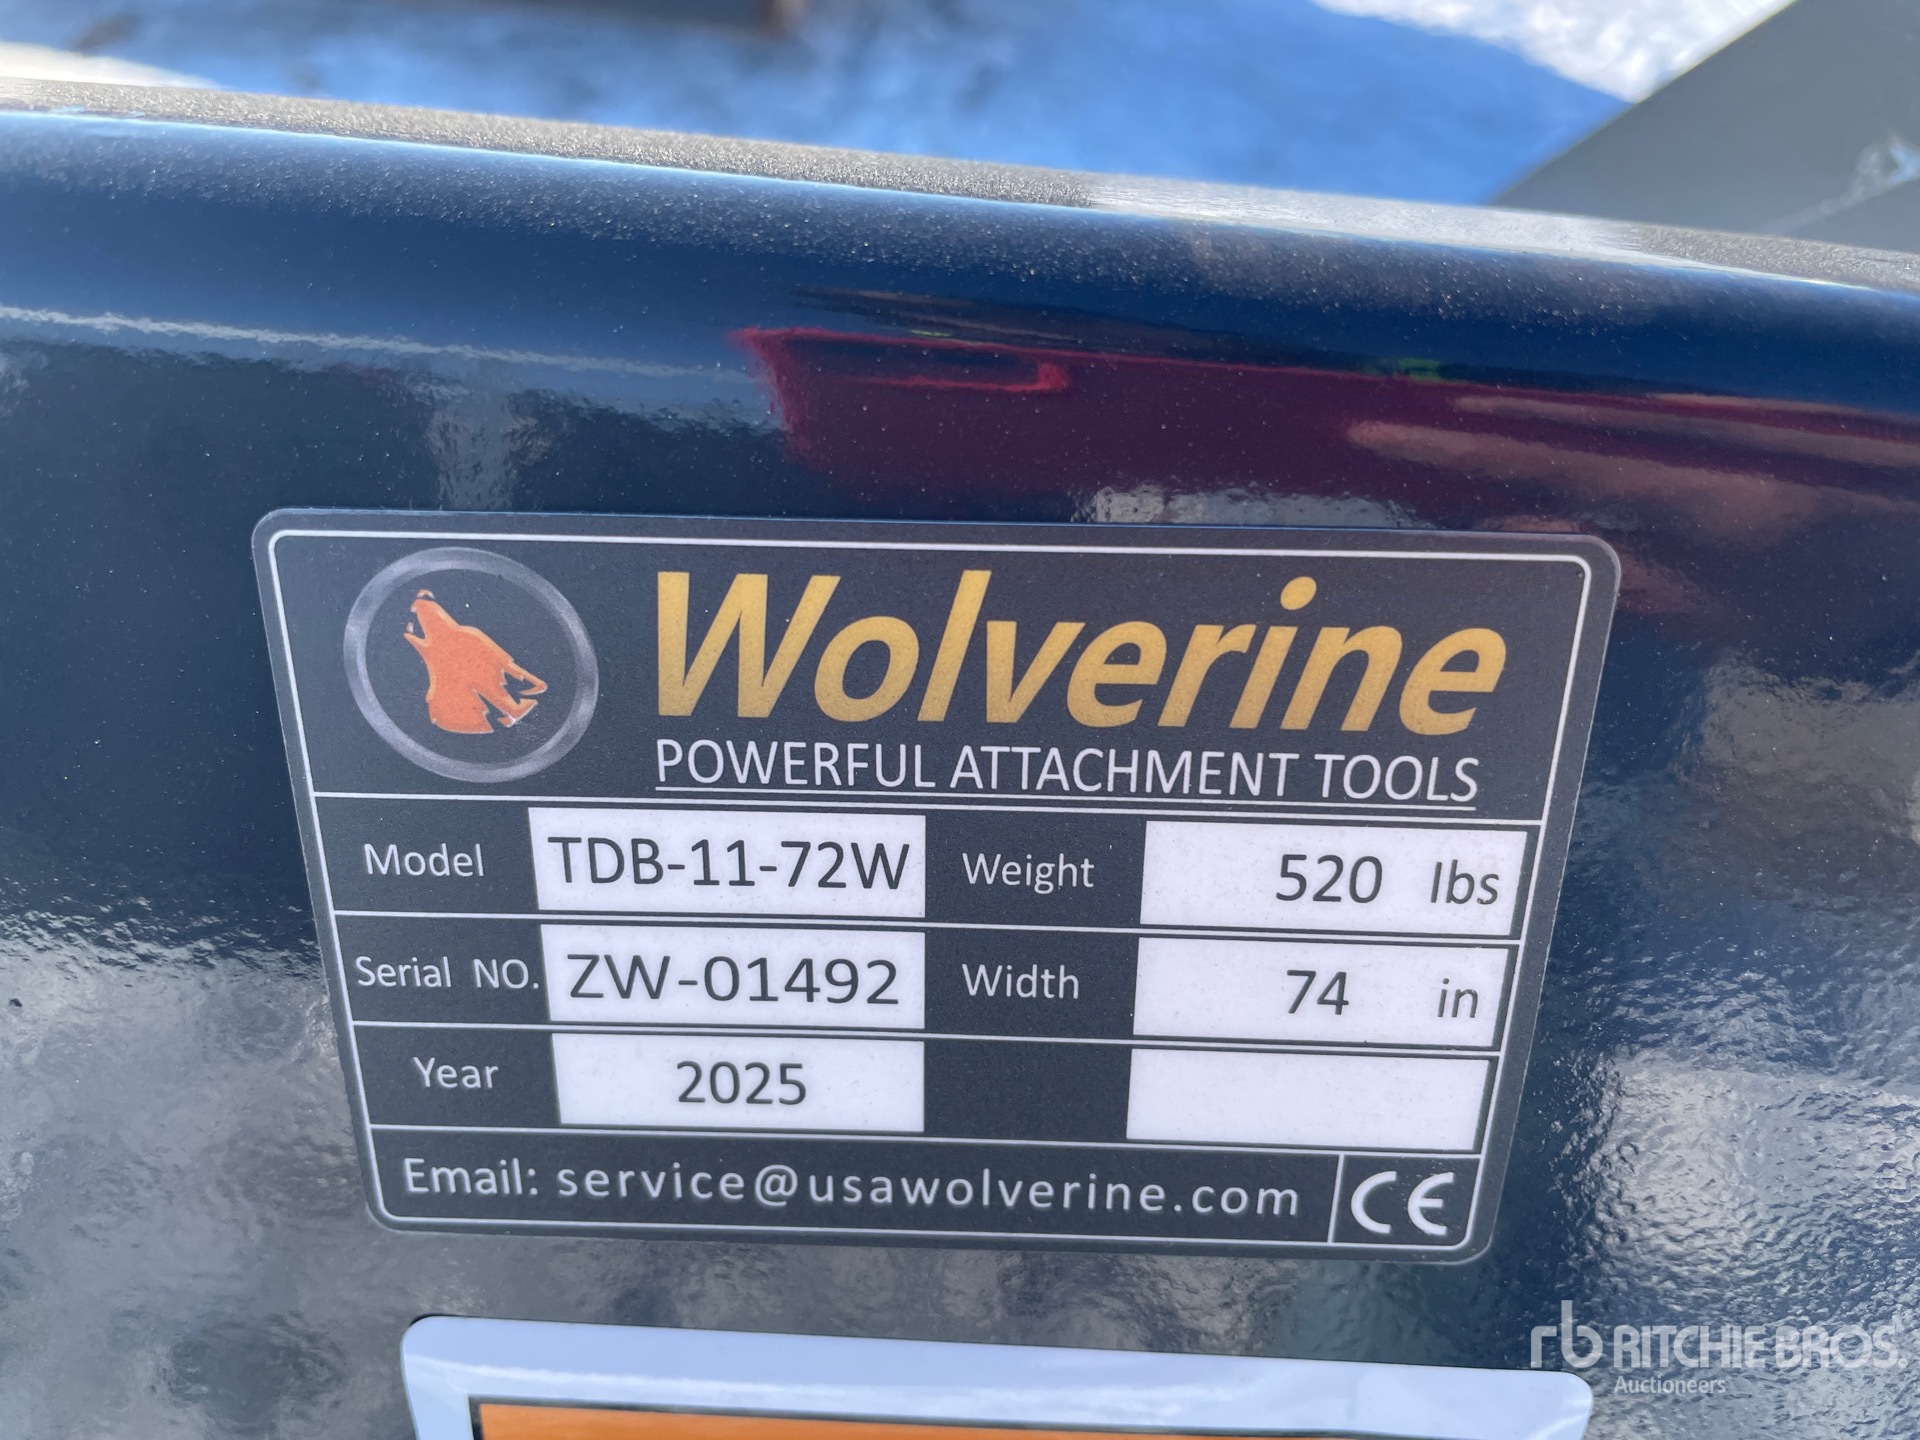 Wolverine
POWERFUL ATTACHMENT TOOLS
Model TDB-11-72W Weight 520 lbs
Serial NO. ZW-01492 Width 74 in
Year 2025
Email: service@usawolverine.com CE
rb RITCHIE BROS.
Auctioneers